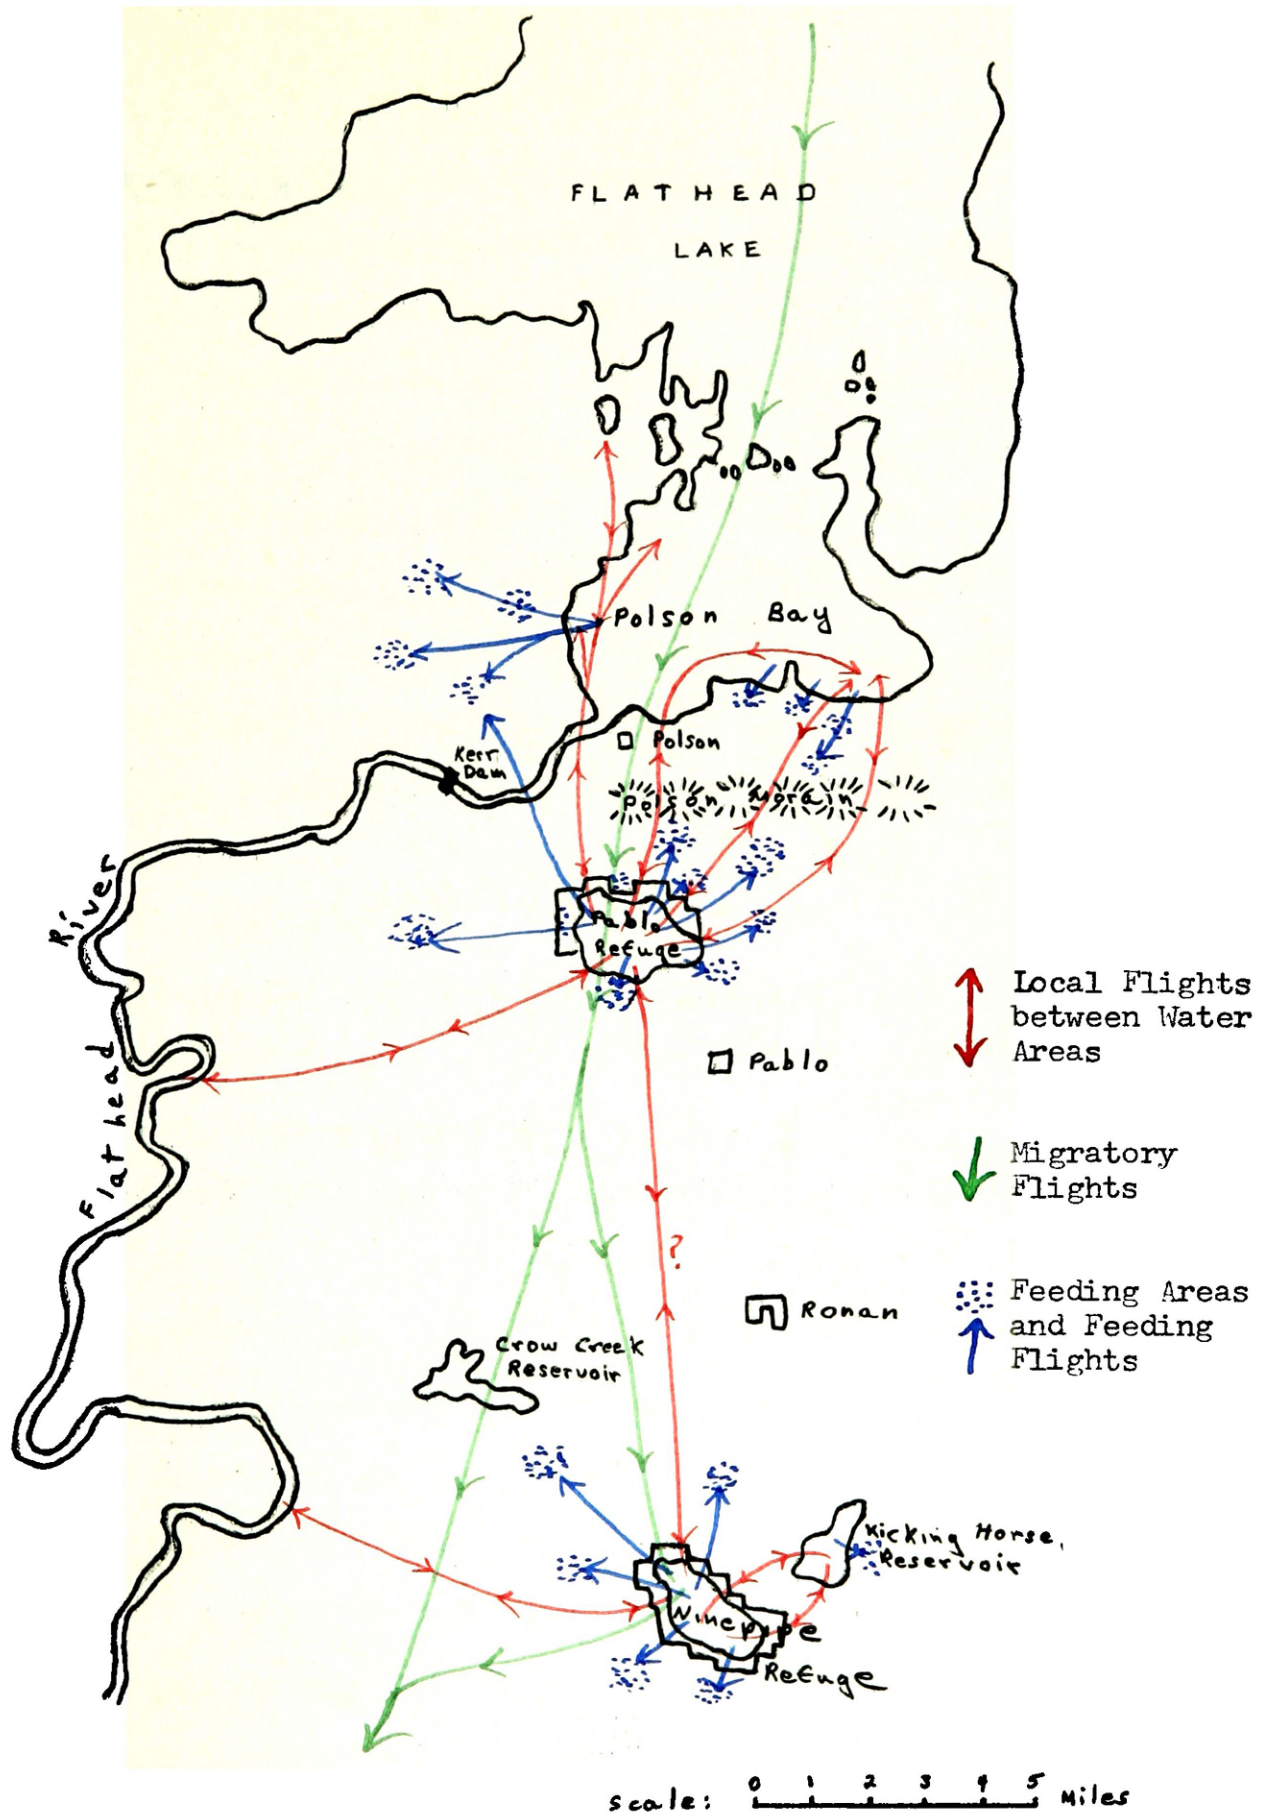 FLATHEAD
LAKE
Polson Bay
Polson
Kerr
Dam
Polson Morain
River
Pablo
Refuge
Local Flights
between Water
Areas
Flathead
Pablo
Migratory
Flights
?
Feeding Areas
and Feeding
Flights
Ronan
Crow Creek
Reservoir
Kicking Horse
Reservoir
Ninepipe
Refuge
Scale: 0 1 2 3 4 5 Miles